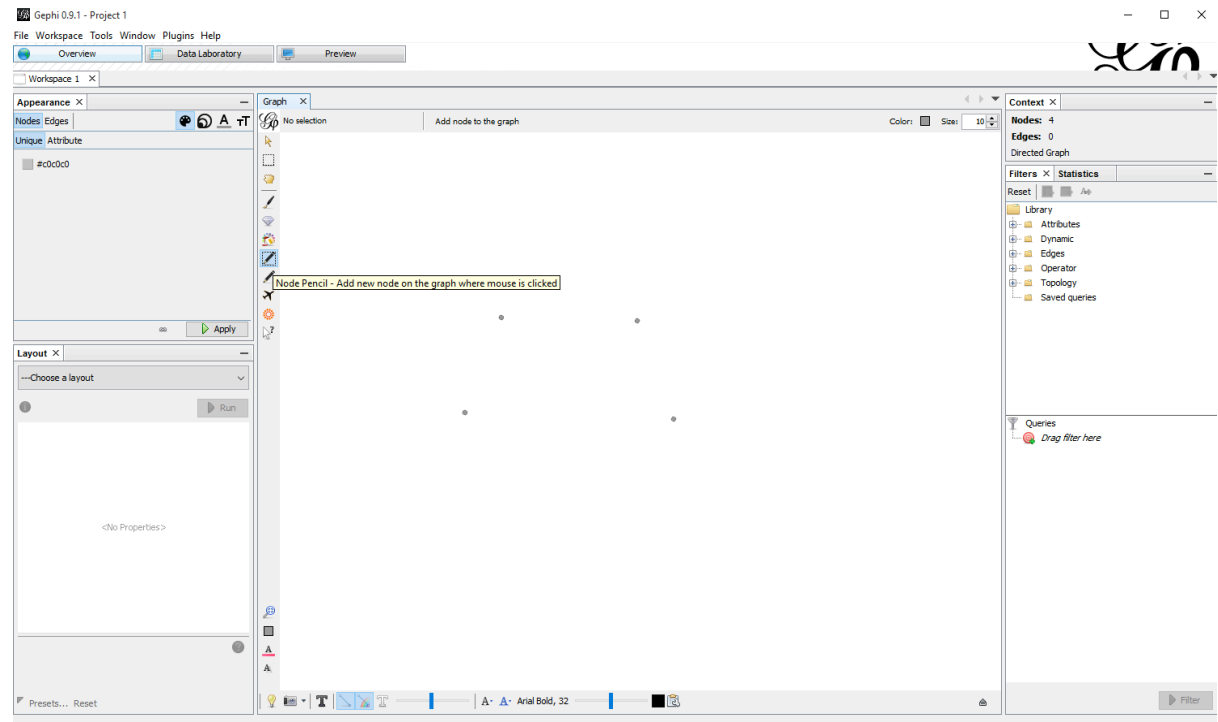 Gephi 0.9.1 - Project 1
File Workspace Tools Window Plugins Help
Overview Data Laboratory Preview
Workspace 1
Appearance
Nodes Edges
Unique Attribute
#c0c0c0
Apply
Layout
---Choose a layout
Run
<No Properties>
Presets... Reset
Graph
No selection Add node to the graph Color: Size: 10
Node Pencil - Add new node on the graph where mouse is clicked
Arial Bold, 32
Context
Nodes: 4
Edges: 0
Directed Graph
Filters Statistics
Reset
Library
Attributes
Dynamic
Edges
Operator
Topology
Saved queries
Queries
Drag filter here
Filter